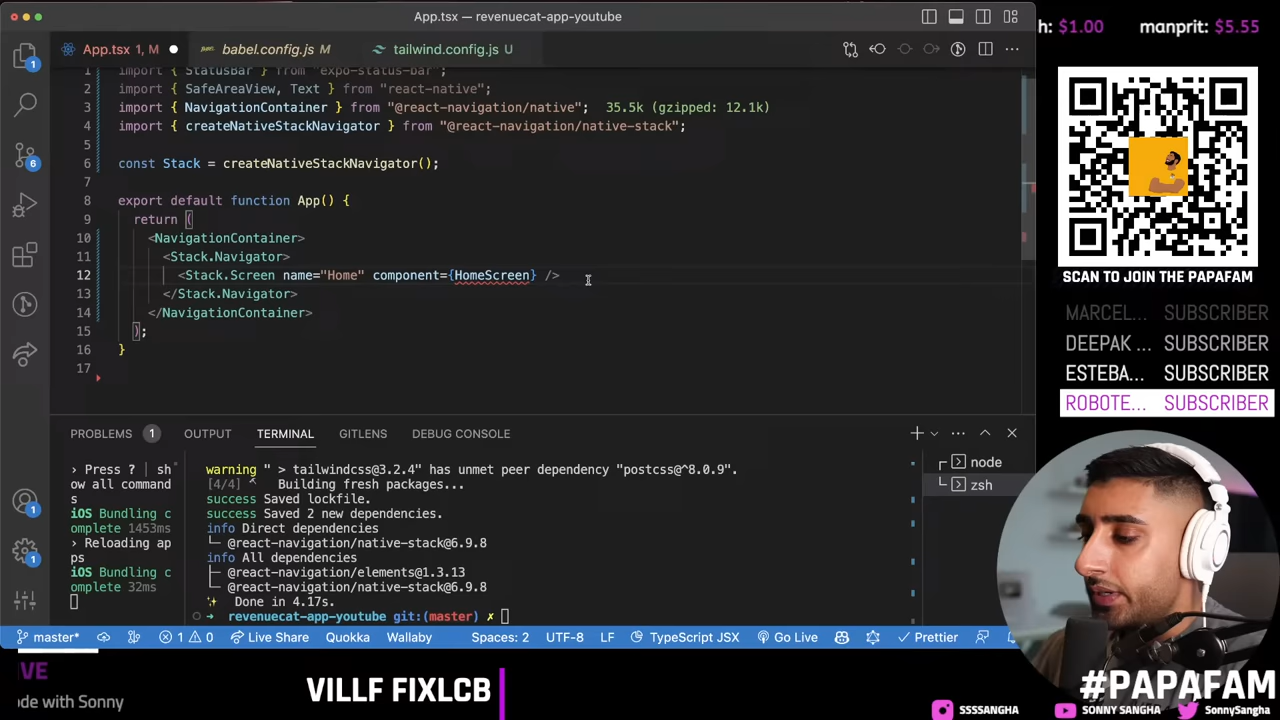 App.tsx — revenuecat-app-youtube
h: $1.00 manprit: $5.55
App.tsx 1, M babel.config.js M tailwind.config.js U
1 import { StatusBar } from "expo-status-bar";
2 import { SafeAreaView, Text } from "react-native";
3 import { NavigationContainer } from "@react-navigation/native"; 35.5k (gzipped: 12.1k)
4 import { createNativeStackNavigator } from "@react-navigation/native-stack";
5
6 const Stack = createNativeStackNavigator();
7
8 export default function App() {
9 return (
10 <NavigationContainer>
11 <Stack.Navigator>
12 <Stack.Screen name="Home" component={HomeScreen} />
13 </Stack.Navigator>
14 </NavigationContainer>
15 );
16 }
17
SCAN TO JOIN THE PAPAFAM
MARCEL... SUBSCRIBER
DEEPAK ... SUBSCRIBER
ESTEBA... SUBSCRIBER
ROBOTE... SUBSCRIBER
1
6
1
1
PROBLEMS 1 OUTPUT TERMINAL GITLENS DEBUG CONSOLE
› Press ? | sh
ow all command
s
iOS Bundling c
omplete 1453ms
› Reloading ap
ps
iOS Bundling c
omplete 32ms
warning " > tailwindcss@3.2.4" has unmet peer dependency "postcss@^8.0.9".
[4/4] Building fresh packages...
success Saved lockfile.
success Saved 2 new dependencies.
info Direct dependencies
└─ @react-navigation/native-stack@6.9.8
info All dependencies
├─ @react-navigation/elements@1.3.13
└─ @react-navigation/native-stack@6.9.8
✨ Done in 4.17s.
➜ revenuecat-app-youtube git:(master) ✗
node
zsh
master* 1 0 Live Share Quokka Wallaby Spaces: 2 UTF-8 LF TypeScript JSX Go Live Prettier
VE
ode with Sonny
VILLF FIXLCB
#PAPAFAM
SSSSANGHA SONNY SANGHA SonnySangha